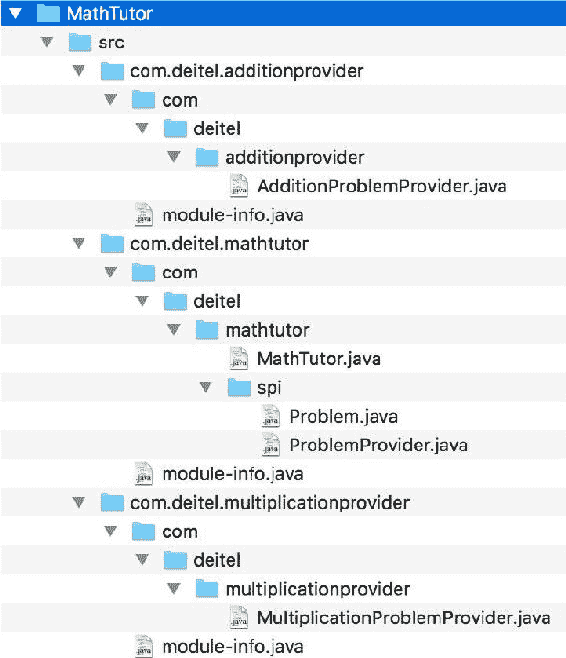 MathTutor
src
com.deitel.additionprovider
com
deitel
additionprovider
AdditionProblemProvider.java
module-info.java
com.deitel.mathtutor
com
deitel
mathtutor
MathTutor.java
spi
Problem.java
ProblemProvider.java
module-info.java
com.deitel.multiplicationprovider
com
deitel
multiplicationprovider
MultiplicationProblemProvider.java
module-info.java